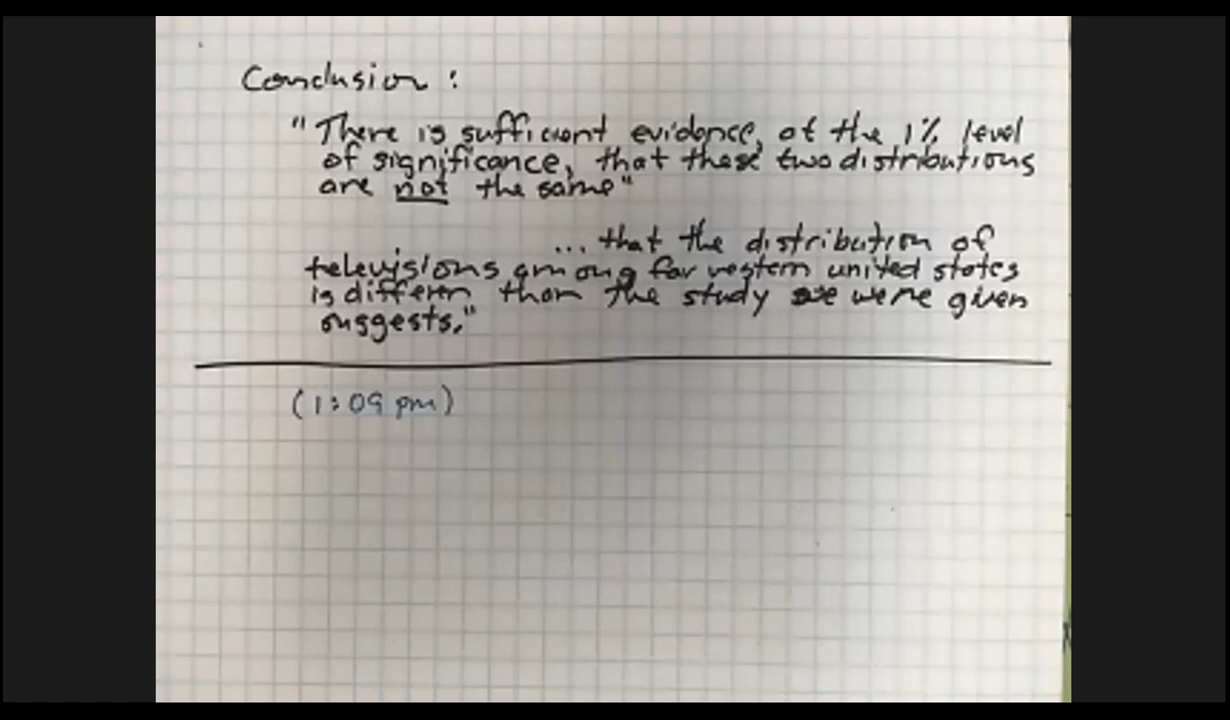 Conclusion:
"There is sufficient evidence, at the 1% level
of significance, that these two distributions
are not the same"
... that the distribution of
televisions among far western united states
is differen than the study we were given
suggests."
(1:09 pm)